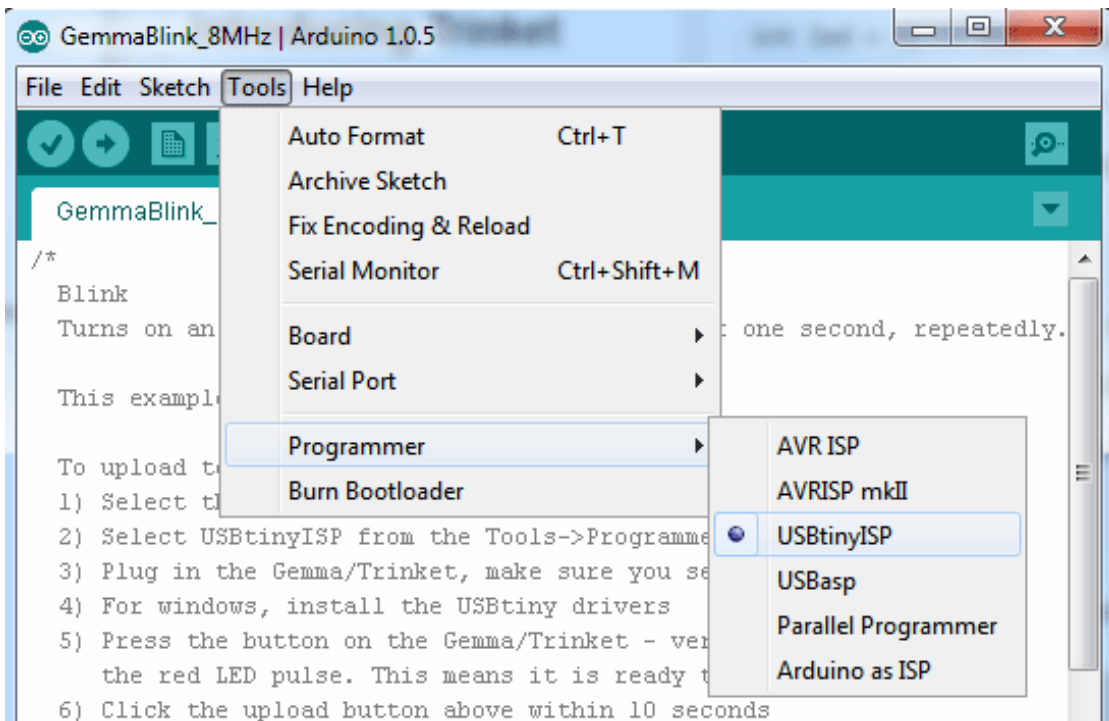 GemmaBlink_8MHz | Arduino 1.0.5
File Edit Sketch Tools Help
Auto Format Ctrl+T
Archive Sketch
Fix Encoding & Reload
Serial Monitor Ctrl+Shift+M
Board
Serial Port
Programmer
Burn Bootloader
AVR ISP
AVRISP mkII
USBtinyISP
USBasp
Parallel Programmer
Arduino as ISP
GemmaBlink_
/*
Blink
Turns on an one second, repeatedly.
This
To upload
1) Select
2) Select USBtinyISP from the Tools->Programme
3) Plug in the Gemma/Trinket, make sure you
4) For windows, install the USBtiny drivers
5) Press the button on the Gemma/Trinket -
the red LED pulse. This means it is ready
6) Click the upload button above within 10 seconds